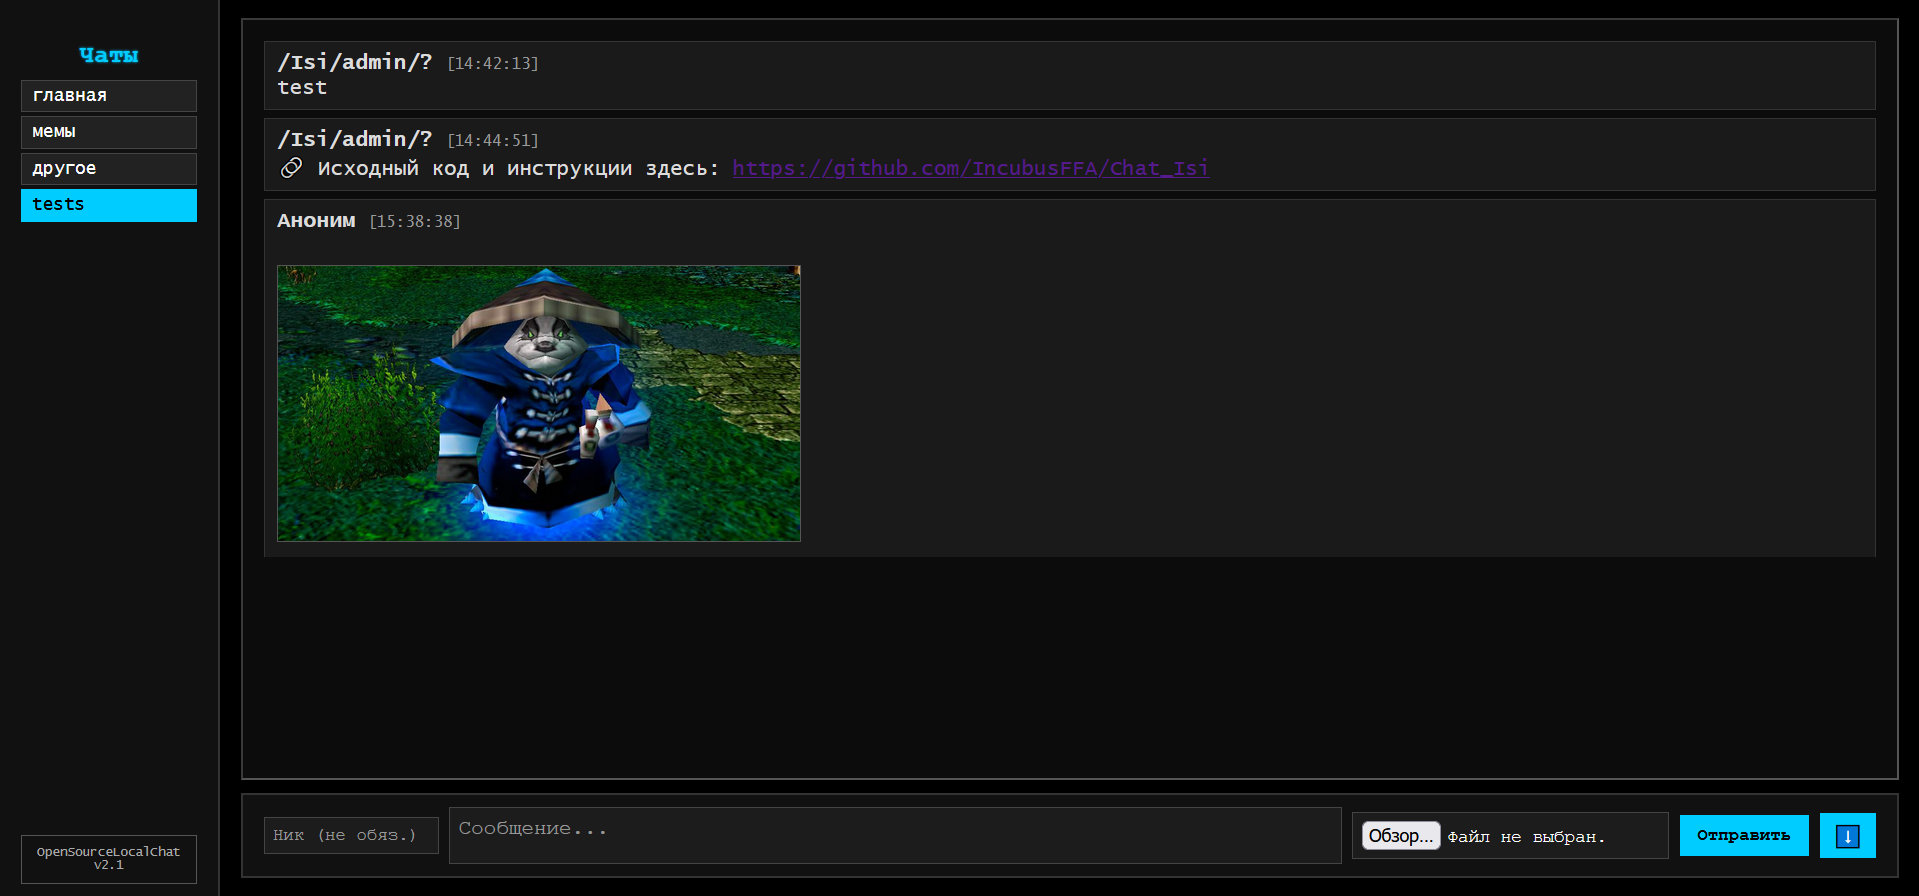 Чаты
главная
мемы
другое
tests
OpenSourceLocalChat
v2.1
/Isi/admin/? [14:42:13]
test
/Isi/admin/? [14:44:51]
Исходный код и инструкции здесь: https://github.com/IncubusFFA/Chat_Isi
Аноним [15:38:38]
Ник (не обяз.)
Сообщение...
Обзор... Файл не выбран.
Отправить